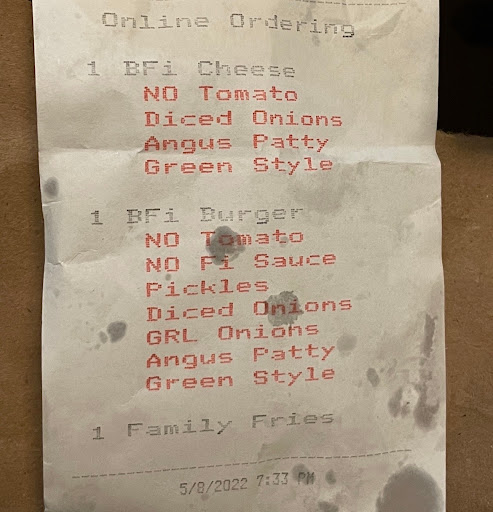 Online Ordering
1 BFi Cheese
NO Tomato
Diced Onions
Angus Patty
Green Style
1 BFi Burger
NO Tomato
NO Fi Sauce
Pickles
Diced Onions
GRL Onions
Angus Patty
Green Style
1 Family Fries
5/8/2022 7:33 PM